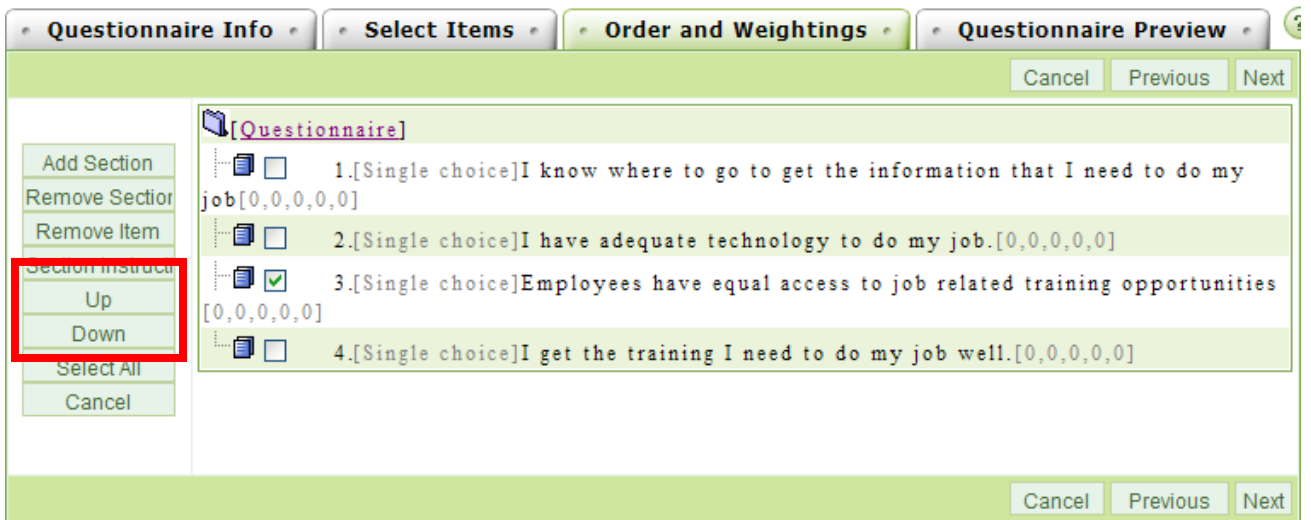 Questionnaire Info Select Items Order and Weightings Questionnaire Preview ?
Cancel Previous Next
[Questionnaire]
Add Section
Remove Section
Remove Item
Section Instructi
Up
Down
Select All
Cancel
1.[Single choice]I know where to go to get the information that I need to do my
job[0,0,0,0,0]
2.[Single choice]I have adequate technology to do my job.[0,0,0,0,0]
3.[Single choice]Employees have equal access to job related training opportunities
[0,0,0,0,0]
4.[Single choice]I get the training I need to do my job well.[0,0,0,0,0]
Cancel Previous Next